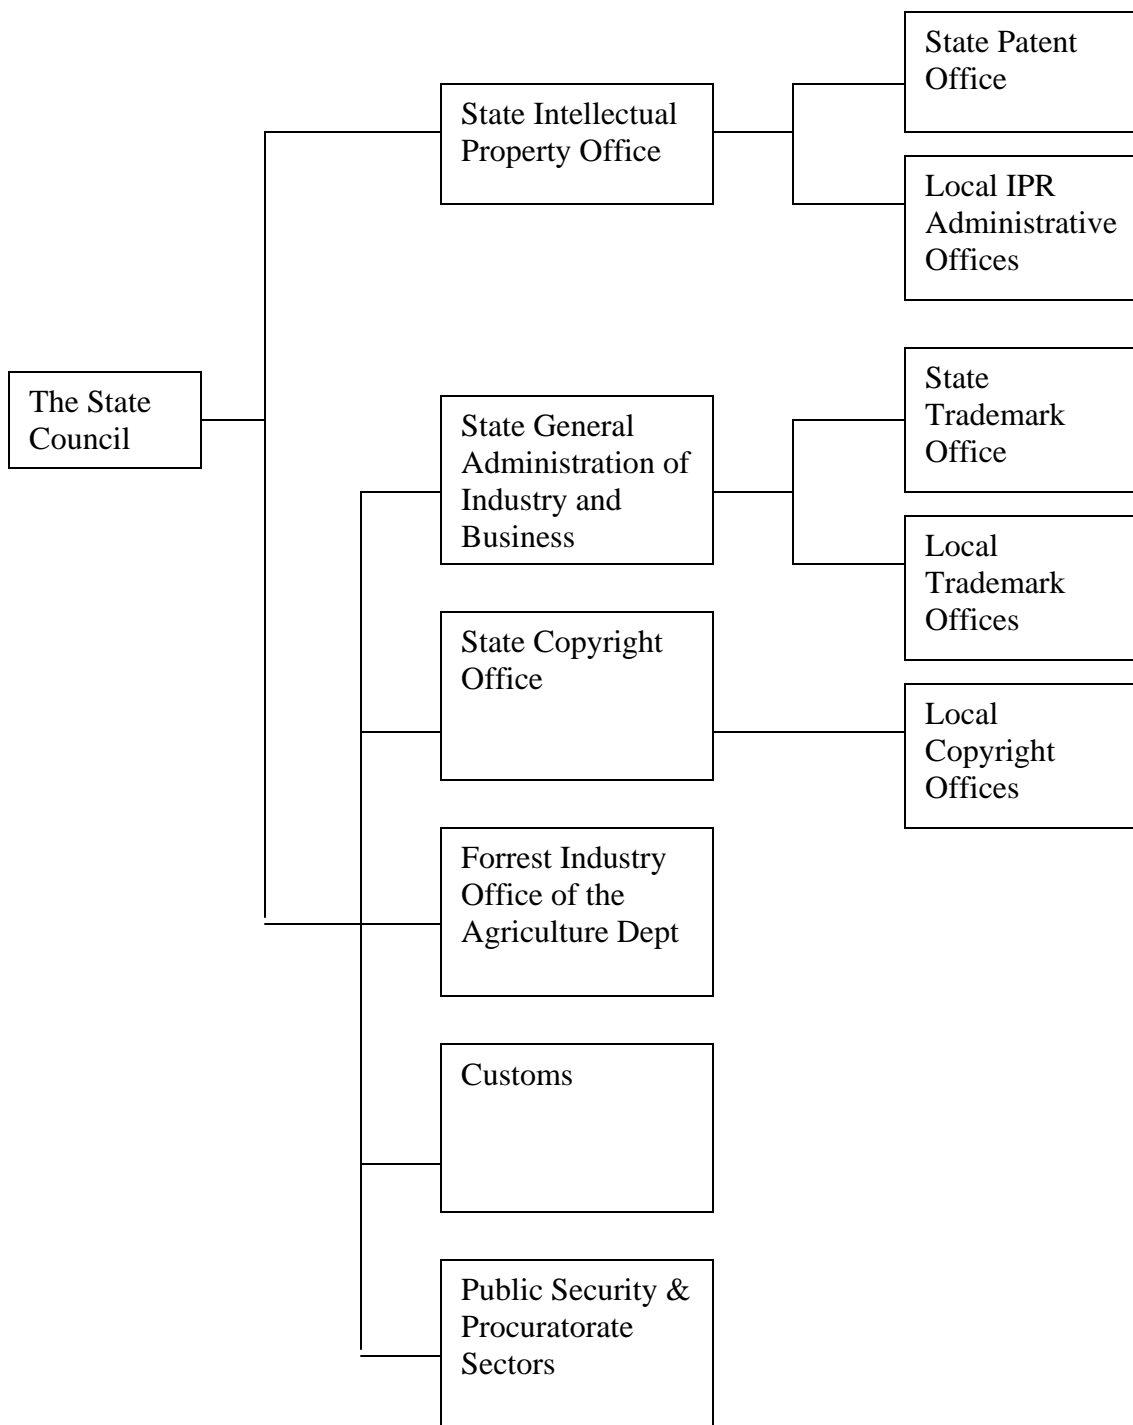 State Patent
Office
State Intellectual
Property Office
Local IPR
Administrative
Offices
The State
Council
State General
Administration of
Industry and
Business
State
Trademark
Office
Local
Trademark
Offices
State Copyright
Office
Local
Copyright
Offices
Forrest Industry
Office of the
Agriculture Dept
Customs
Public Security &
Procuratorate
Sectors